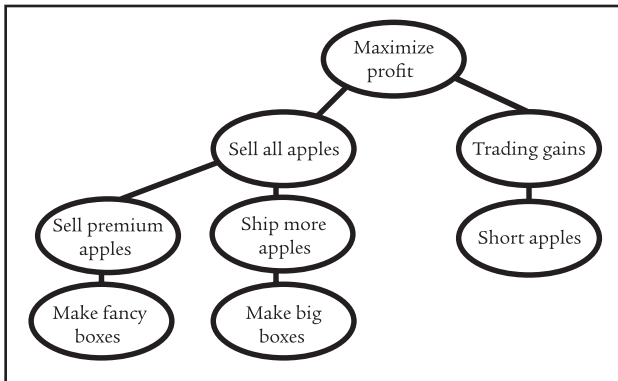 Maximize
profit
Sell all apples
Trading gains
Sell premium
apples
Ship more
apples
Short apples
Make fancy
boxes
Make big
boxes